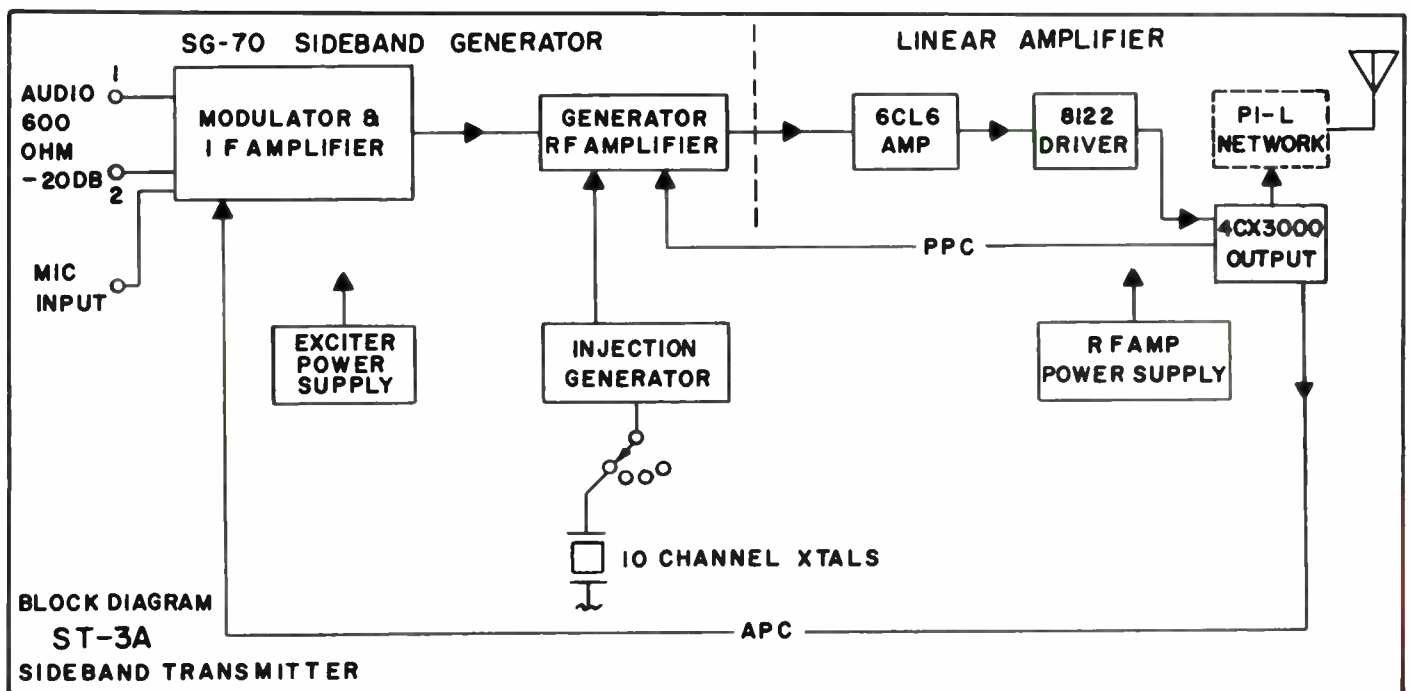 SG-70 SIDEBAND GENERATOR
LINEAR AMPLIFIER
AUDIO
600
OHM
-20DB
1
2
MIC
INPUT
MODULATOR &
IF AMPLIFIER
GENERATOR
RF AMPLIFIER
6CL6
AMP
8122
DRIVER
PI-L
NETWORK
4CX3000
OUTPUT
PPC
EXCITER
POWER
SUPPLY
INJECTION
GENERATOR
RF AMP
POWER SUPPLY
10 CHANNEL XTALS
APC
BLOCK DIAGRAM
ST-3A
SIDEBAND TRANSMITTER